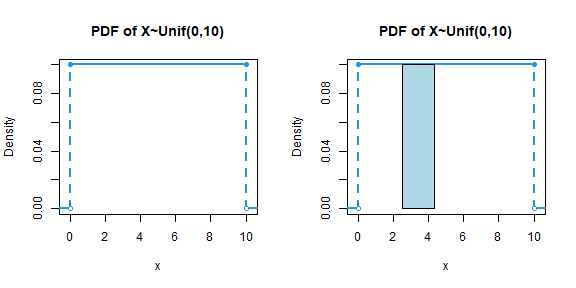 PDF of X~Unif(0,10)
Density
0.00 0.04 0.08
0 2 4 6 8 10
x
PDF of X~Unif(0,10)
Density
0.00 0.04 0.08
0 2 4 6 8 10
x